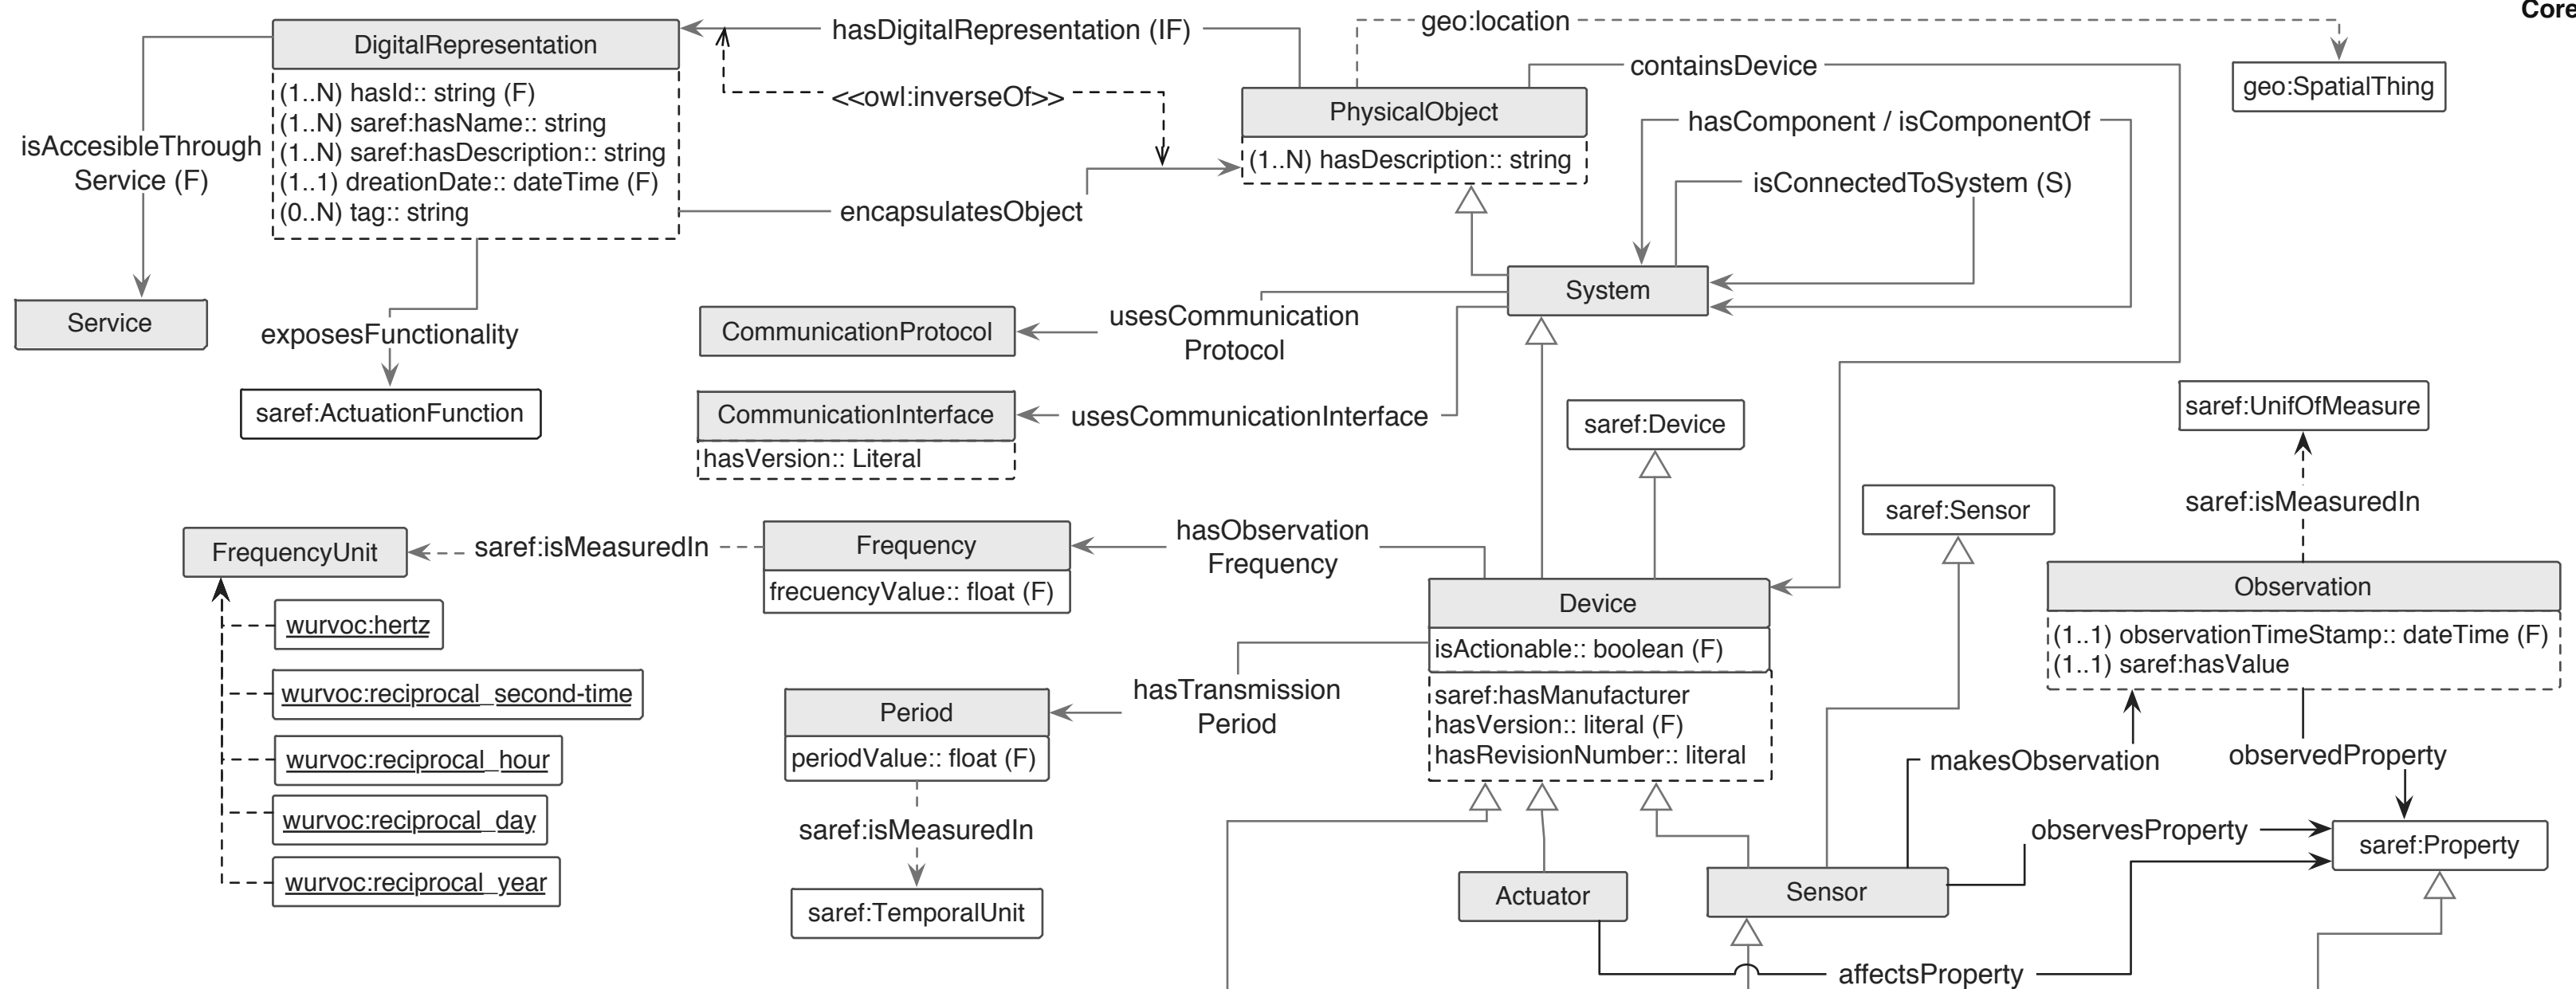 Core
hasDigitalRepresentation (IF)
geo:location
DigitalRepresentation
containsDevice
geo:SpatialThing
(1..N) hasId:: string (F)
<<owl:inverseOf>>
PhysicalObject
(1..N) saref:hasName:: string
hasComponent / isComponentOf
isAccesibleThrough
Service (F)
(1..N) saref:hasDescription:: string
(1..N) hasDescription:: string
(1..1) dreationDate:: dateTime (F)
isConnectedToSystem (S)
(0..N) tag:: string
encapsulatesObject
System
Service
exposesFunctionality
CommunicationProtocol
usesCommunication
Protocol
saref:ActuationFunction
CommunicationInterface
usesCommunicationInterface
hasVersion:: Literal
saref:Device
saref:UnifOfMeasure
saref:isMeasuredIn
saref:Sensor
FrequencyUnit
saref:isMeasuredIn
Frequency
frecuencyValue:: float (F)
hasObservation
Frequency
Device
isActionable:: boolean (F)
saref:hasManufacturer
hasVersion:: literal (F)
hasRevisionNumber:: literal
Observation
(1..1) observationTimeStamp:: dateTime (F)
(1..1) saref:hasValue
wurvoc:hertz
wurvoc:reciprocal_second-time
wurvoc:reciprocal_hour
wurvoc:reciprocal_day
wurvoc:reciprocal_year
Period
periodValue:: float (F)
hasTransmission
Period
saref:isMeasuredIn
saref:TemporalUnit
makesObservation
observedProperty
observesProperty
saref:Property
Actuator
Sensor
affectsProperty